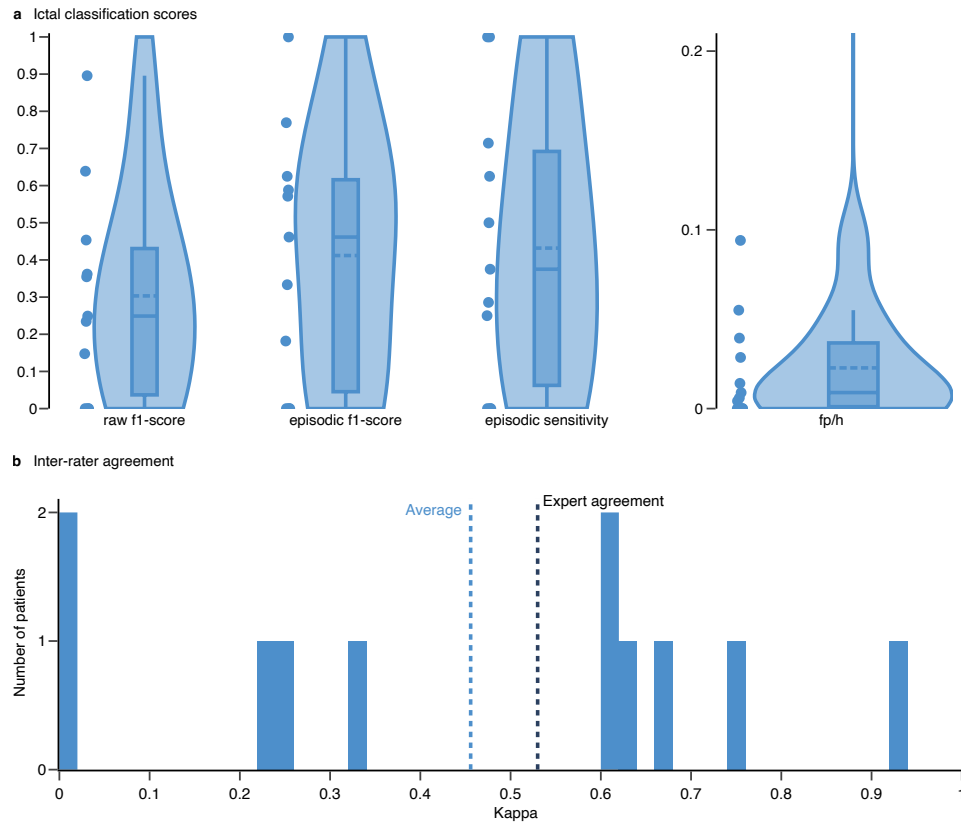 a Ictal classification scores
1
0.9
0.8
0.7
0.6
0.5
0.4
0.3
0.2
0.1
0
0.2
0.1
0
raw f1-score
episodic f1-score
episodic sensitivity
fp/h
b Inter-rater agreement
Average
Expert agreement
Number of patients
2
1
0
0 0.1 0.2 0.3 0.4 0.5 0.6 0.7 0.8 0.9 1
Kappa